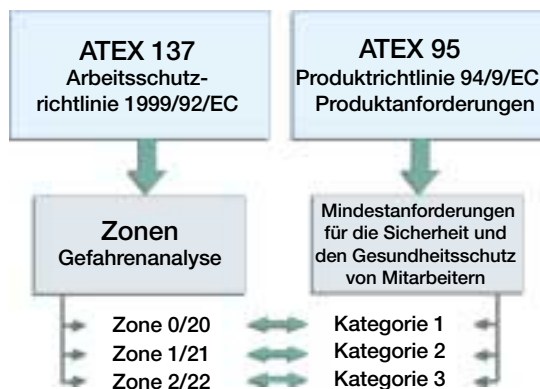 ATEX 137
Arbeitsschutz-
richtlinie 1999/92/EC
ATEX 95
Produktrichtlinie 94/9/EC
Produktanforderungen
Zonen
Gefahrenanalyse
Mindestanforderungen
für die Sicherheit und
den Gesundheitsschutz
von Mitarbeitern
Zone 0/20
Kategorie 1
Zone 1/21
Kategorie 2
Zone 2/22
Kategorie 3